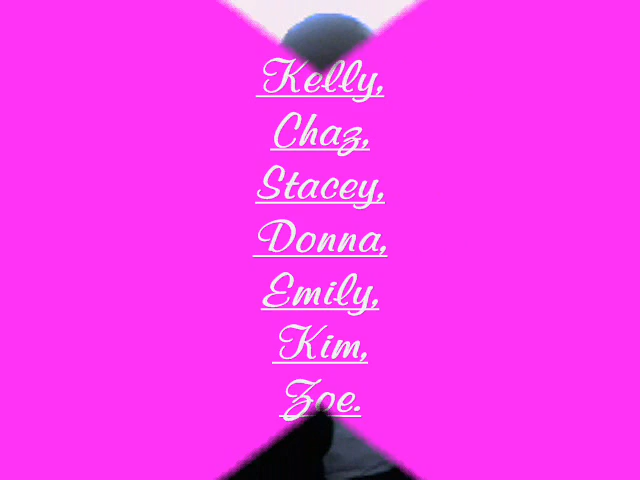 Kelly,
Chaz,
Stacey,
Donna,
Emily,
Kim,
Zoe.